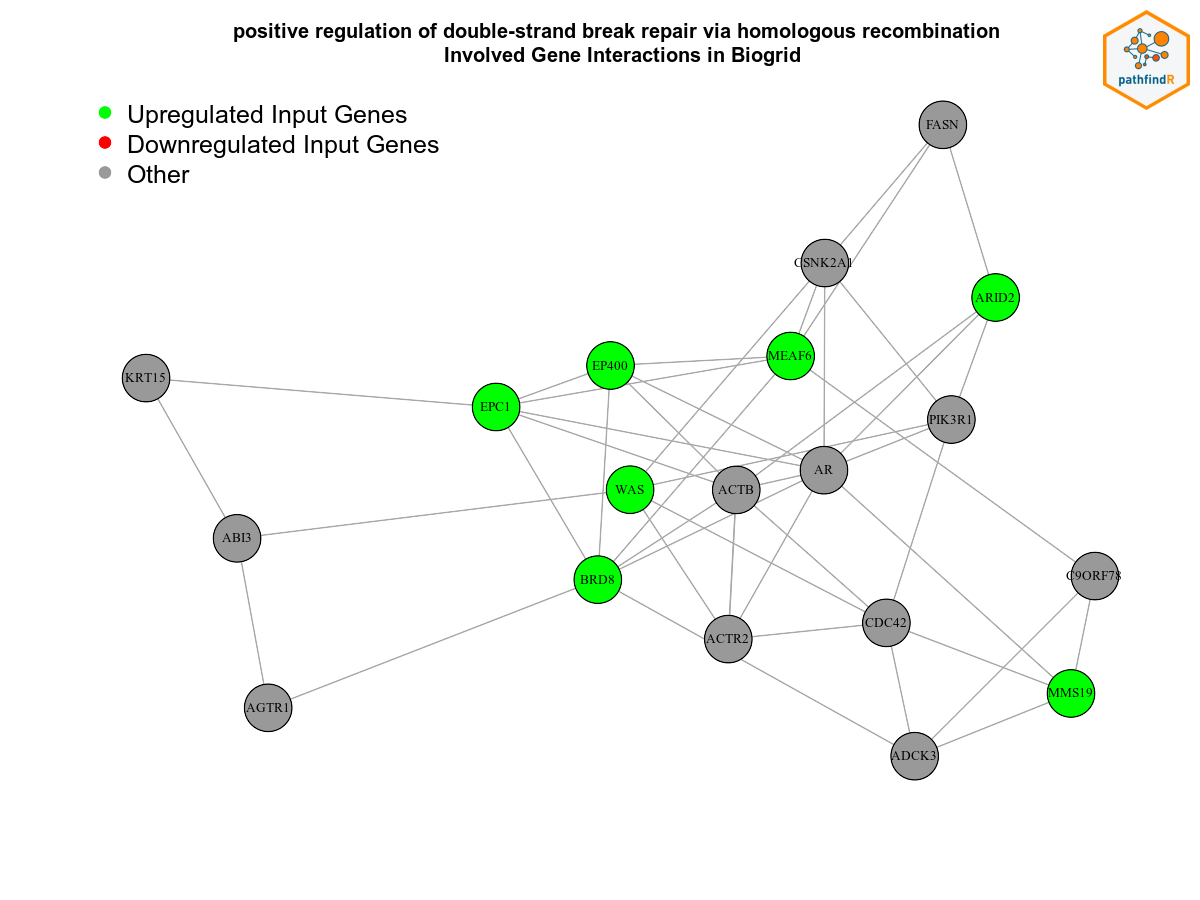 positive regulation of double-strand break repair via homologous recombination
Involved Gene Interactions in Biogrid
pathfindR
Upregulated Input Genes
Downregulated Input Genes
Other
FASN
CSNK2A1
ARID2
MEAF6
EP400
KRT15
EPC1
PIK3R1
AR
WAS
ACTB
ABI3
BRD8
C9ORF78
CDC42
ACTR2
MMS19
AGTR1
ADCK3